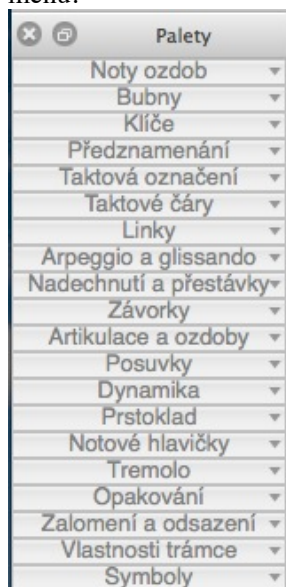 menu.
Palety
Noty ozdob
Bubny
Klíče
Předznamenání
Taktová označení
Taktové čáry
Linky
Arpeggio a glissando
Nadechnutí a přestávky
Závorky
Artikulace a ozdoby
Posuvky
Dynamika
Prstoklad
Notové hlavičky
Tremolo
Opakování
Zalomení a odsazení
Vlastnosti trámce
Symboly